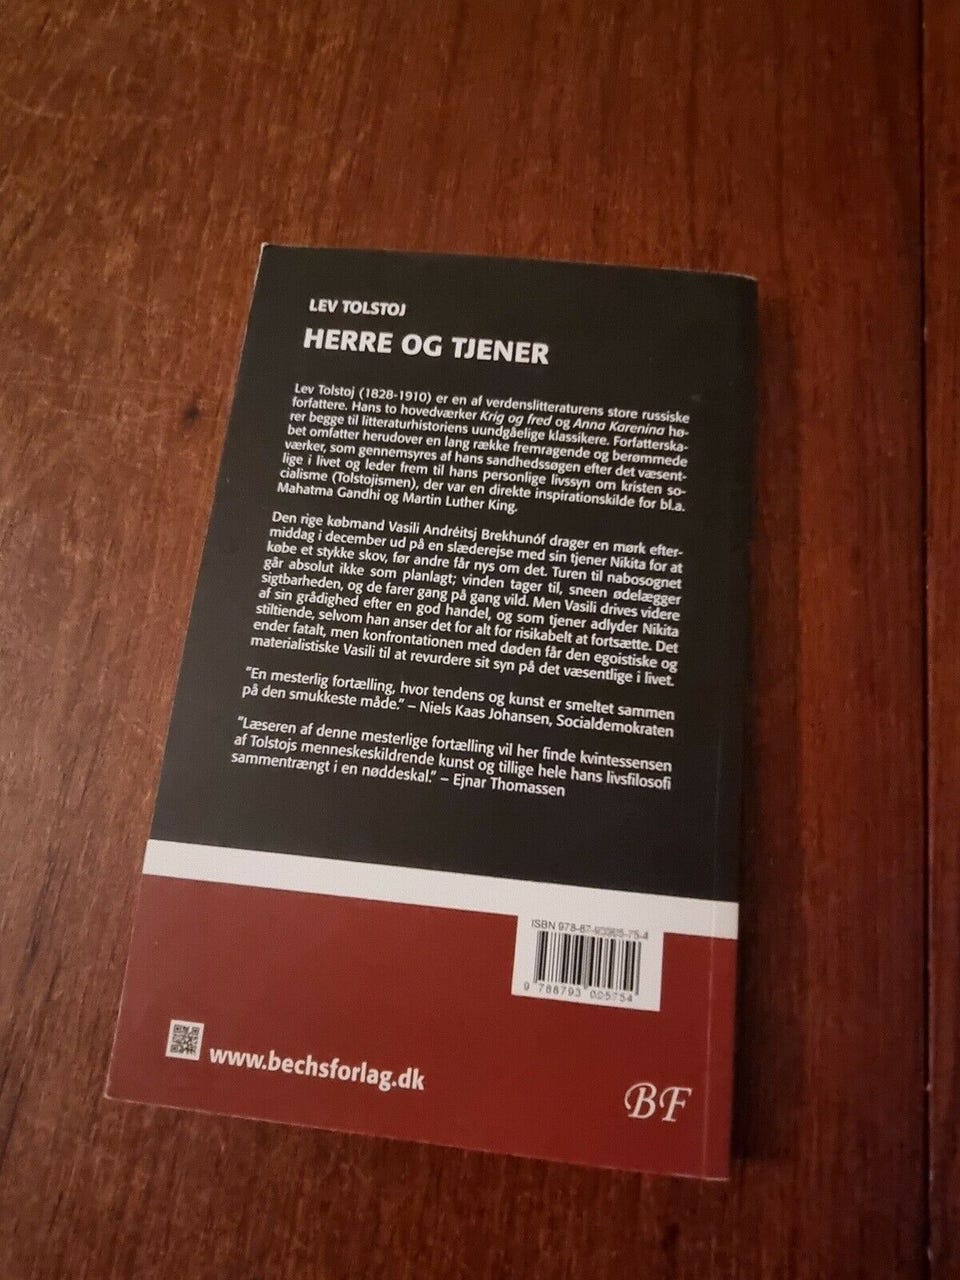 LEV TOLSTOJ
HERRE OG TJENER
Lev Tolstoj (1828-1910) er en af verdenslitteraturens store russiske
forfattere. Hans to hovedværker Krig og fred og Anna Karenina hø-
rer begge til litteraturhistoriens uundgåelige klassikere. Forfatterska-
bet omfatter herudover en lang række fremragende og berømmede
værker, som gennemsyres af hans sandhedssøgen efter det væsent-
lige i livet og leder frem til hans personlige livssyn om kristen so-
cialisme (Tolstojismen), der var en direkte inspirationskilde for bl.a.
Mahatma Gandhi og Martin Luther King.
Den rige købmand Vasili Andréitsj Brekhunóf drager en mørk efter-
middag i december ud på en slæderejse med sin tjener Nikita for at
købe et stykke skov, før andre får nys om det. Turen til nabosognet
går absolut ikke som planlagt; vinden tager til, sneen ødelægger
sigtbarheden, og de farer gang på gang vild. Men Vasili drives videre
af sin grådighed efter en god handel, og som tjener adlyder Nikita
stiltiende, selvom han anser det for alt for risikabelt at fortsætte. Det
ender fatalt, men konfrontationen med døden får den egoistiske og
materialistiske Vasili til at revurdere sit syn på det væsentlige i livet.
"En mesterlig fortælling, hvor tendens og kunst er smeltet sammen
på den smukkeste måde." – Niels Kaas Johansen, Socialdemokraten
"Læseren af denne mesterlige fortælling vil her finde kvintessensen
af Tolstojs menneskeskildrende kunst og tillige hele hans livsfilosofi
sammentrængt i en nøddeskal." – Ejnar Thomassen
ISBN 978-87-
9 788793 005754
www.bechsforlag.dk
BF